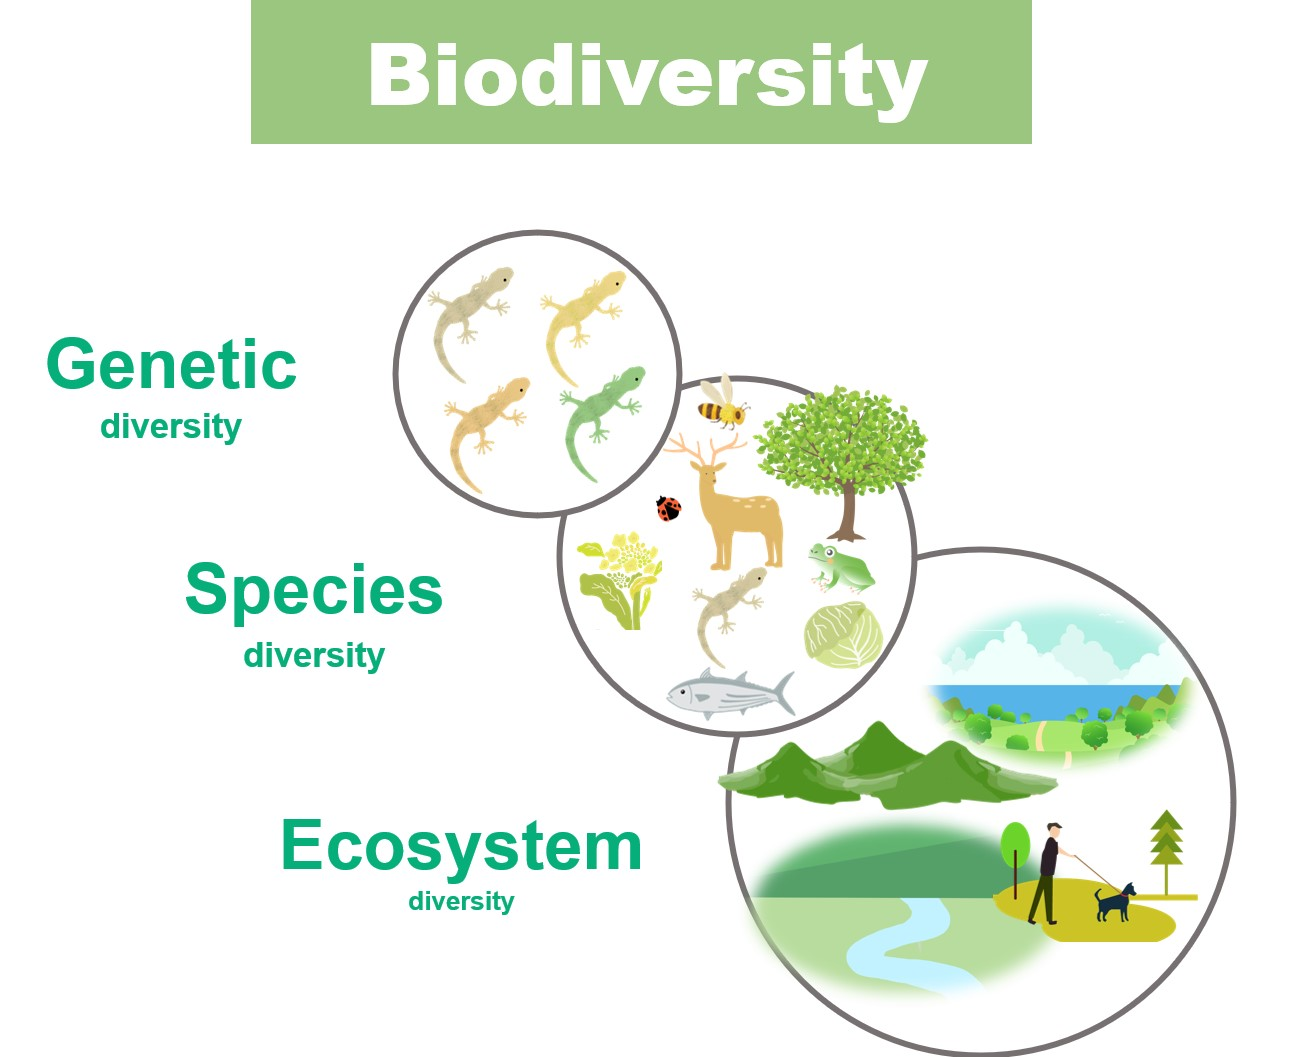 Biodiversity
Genetic
diversity
Species
diversity
Ecosystem
diversity